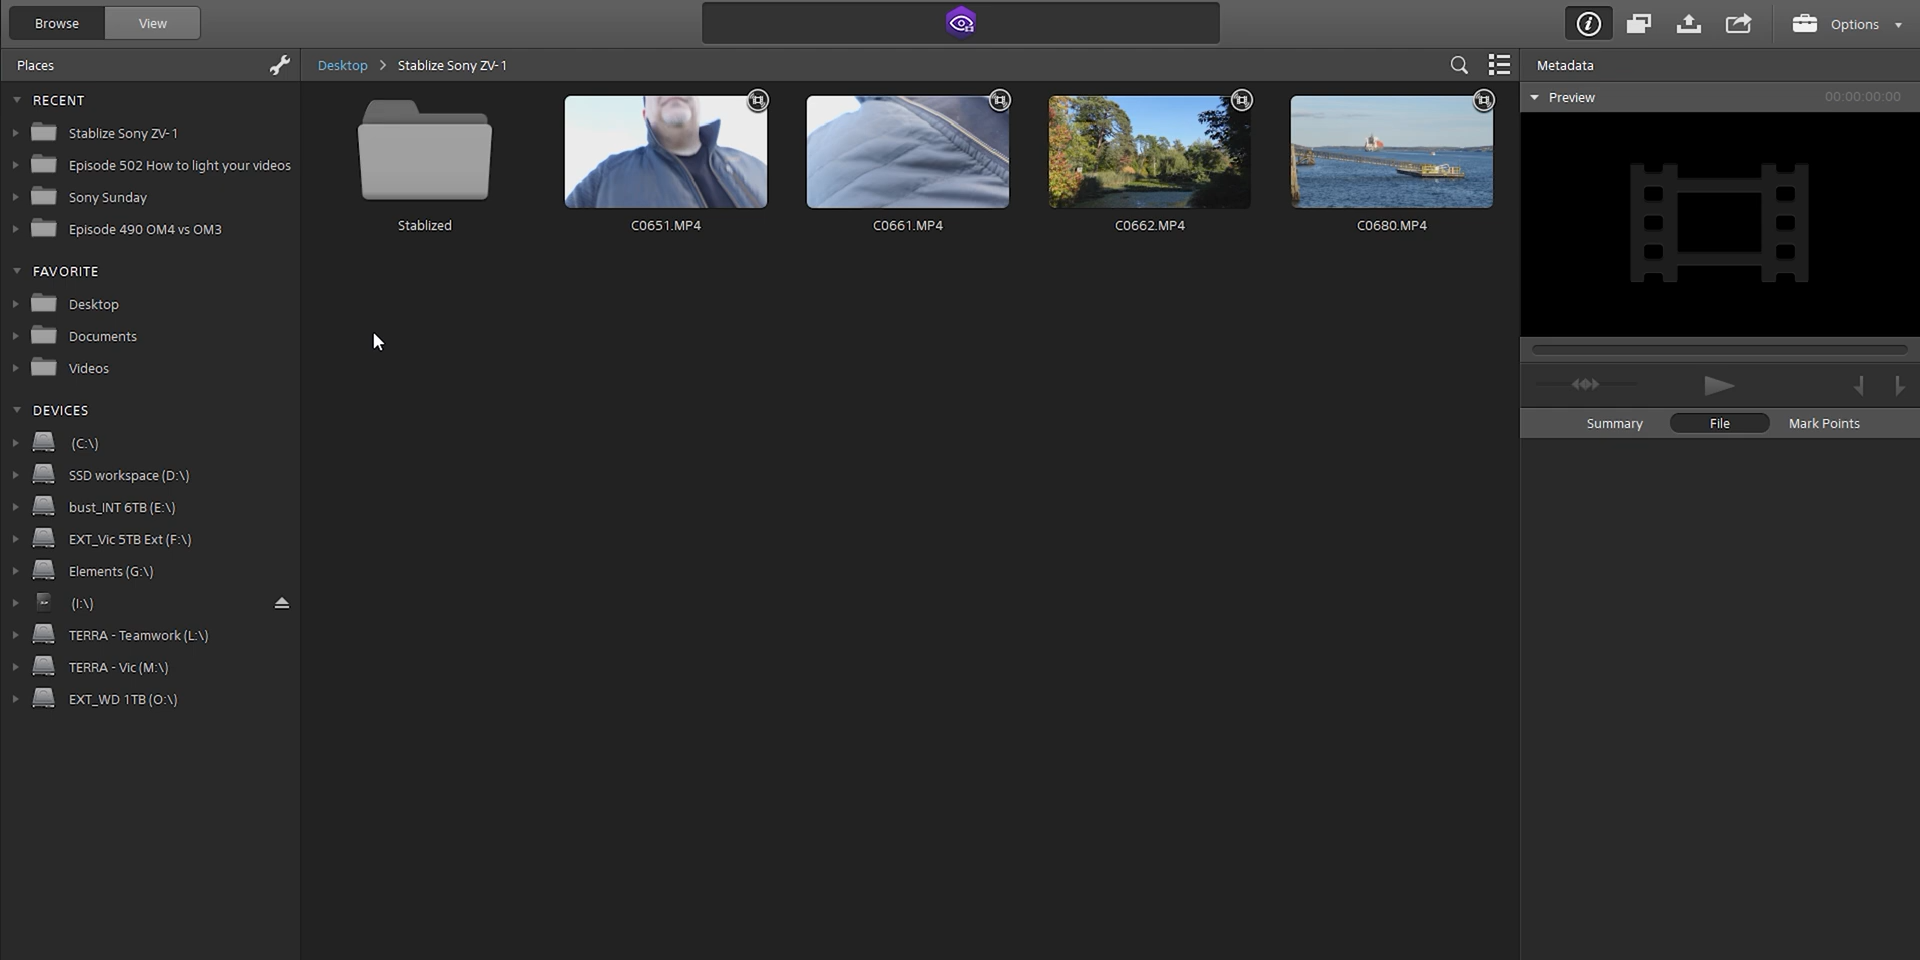 Browse
View
Options
Places
Desktop > Stablize Sony ZV-1
Metadata
RECENT
Stablize Sony ZV-1
Episode 502 How to light your videos
Sony Sunday
Episode 490 OM4 vs OM3
FAVORITE
Desktop
Documents
Videos
DEVICES
(C:\)
SSD workspace (D:\)
bust_INT 6TB (E:\)
EXT_Vic 5TB Ext (F:\)
Elements (G:\)
(I:\)
TERRA - Teamwork (L:\)
TERRA - Vic (M:\)
EXT_WD 1TB (O:\)
Stablized
C0651.MP4
C0661.MP4
C0662.MP4
C0680.MP4
Preview
00:00:00:00
Summary
File
Mark Points